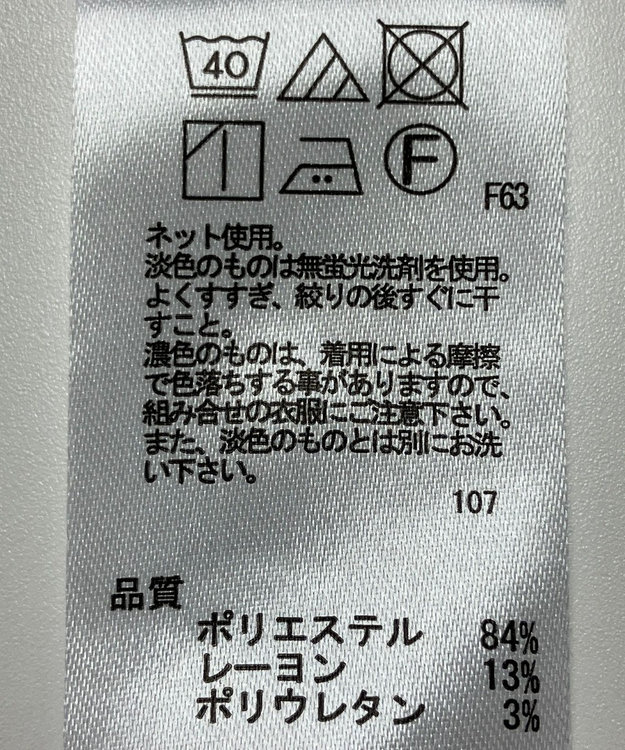 40
F
F63
ネット使用。
淡色のものは無蛍光洗剤を使用。
よくすすぎ、絞りの後すぐに干
すこと。
濃色のものは、着用による摩擦
で色落ちする事がありますので、
組み合せの衣服にご注意下さい。
また、淡色のものとは別にお洗
い下さい。
107
品質
ポリエステル 84%
レーヨン 13%
ポリウレタン 3%